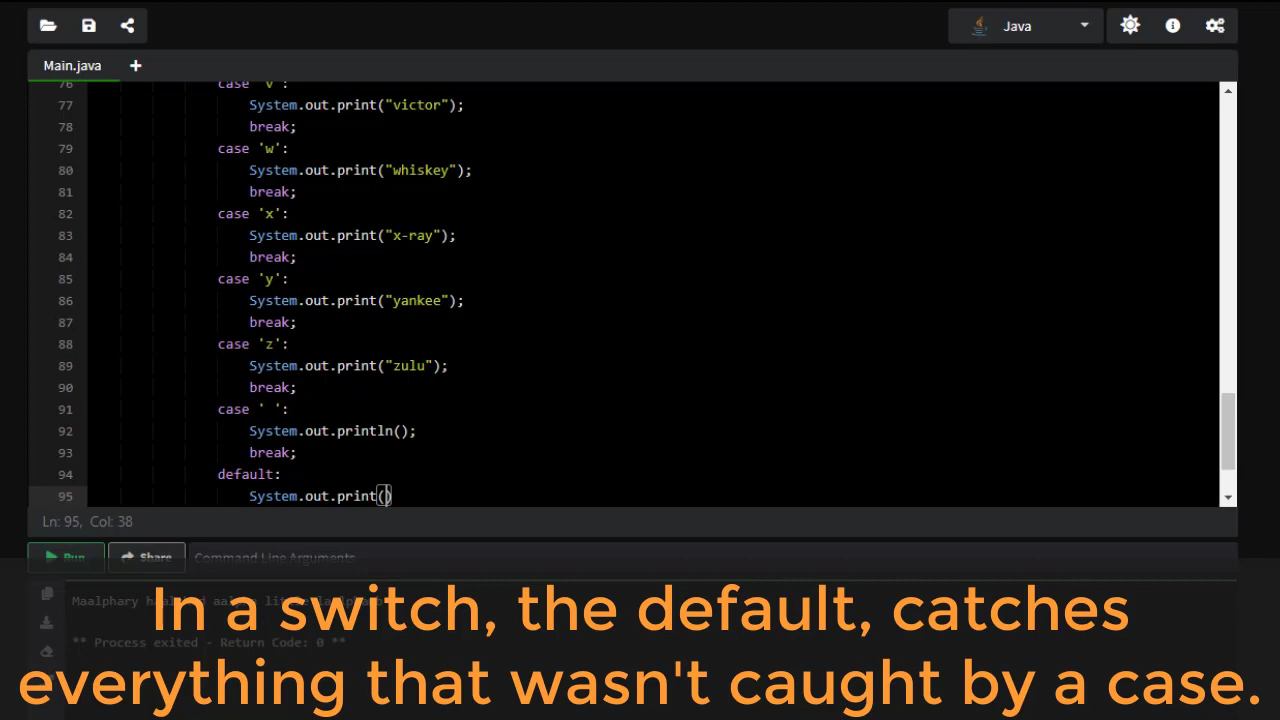 Java
Main.java +
76 case 'v':
77 System.out.print("victor");
78 break;
79 case 'w':
80 System.out.print("whiskey");
81 break;
82 case 'x':
83 System.out.print("x-ray");
84 break;
85 case 'y':
86 System.out.print("yankee");
87 break;
88 case 'z':
89 System.out.print("zulu");
90 break;
91 case ' ':
92 System.out.println();
93 break;
94 default:
95 System.out.print()
Ln: 95, Col: 38
Run Share Command Line Arguments
** Process exited - Return Code: 0 **
In a switch, the default, catches
everything that wasn't caught by a case.